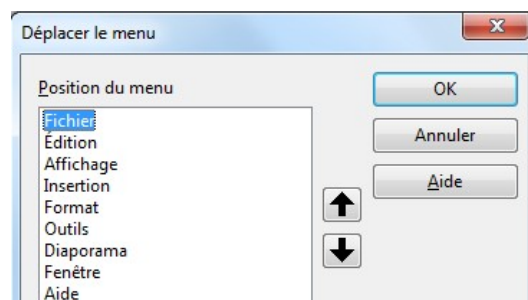 Déplacer le menu
Position du menu
Fichier
Édition
Affichage
Insertion
Format
Outils
Diaporama
Fenêtre
Aide
OK
Annuler
Aide